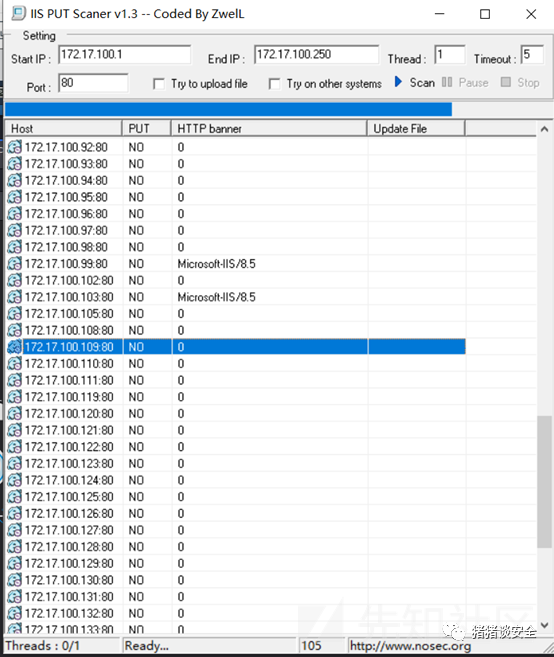 IIS PUT Scaner v1.3 -- Coded By ZwelL
Setting
Start IP : 172.17.100.1 End IP : 172.17.100.250 Thread : 1 Timeout : 5
Port : 80 Try to upload file Try on other systems Scan Pause Stop
Host PUT HTTP banner Update File
172.17.100.92:80 NO 0
172.17.100.93:80 NO 0
172.17.100.94:80 NO 0
172.17.100.95:80 NO 0
172.17.100.96:80 NO 0
172.17.100.97:80 NO 0
172.17.100.98:80 NO 0
172.17.100.99:80 NO Microsoft-IIS/8.5
172.17.100.102:80 NO 0
172.17.100.103:80 NO Microsoft-IIS/8.5
172.17.100.105:80 NO 0
172.17.100.108:80 NO 0
172.17.100.109:80 NO 0
172.17.100.110:80 NO 0
172.17.100.111:80 NO 0
172.17.100.119:80 NO 0
172.17.100.120:80 NO 0
172.17.100.121:80 NO 0
172.17.100.122:80 NO 0
172.17.100.123:80 NO 0
172.17.100.124:80 NO 0
172.17.100.125:80 NO 0
172.17.100.126:80 NO 0
172.17.100.127:80 NO 0
172.17.100.128:80 NO 0
172.17.100.129:80 NO 0
172.17.100.130:80 NO 0
172.17.100.131:80 NO 0
172.17.100.132:80 NO 0
172.17.100.133:80 NO 0
先知社区
猪猪谈安全
Threads : 0/1 Ready... 105 http://www.nosec.org